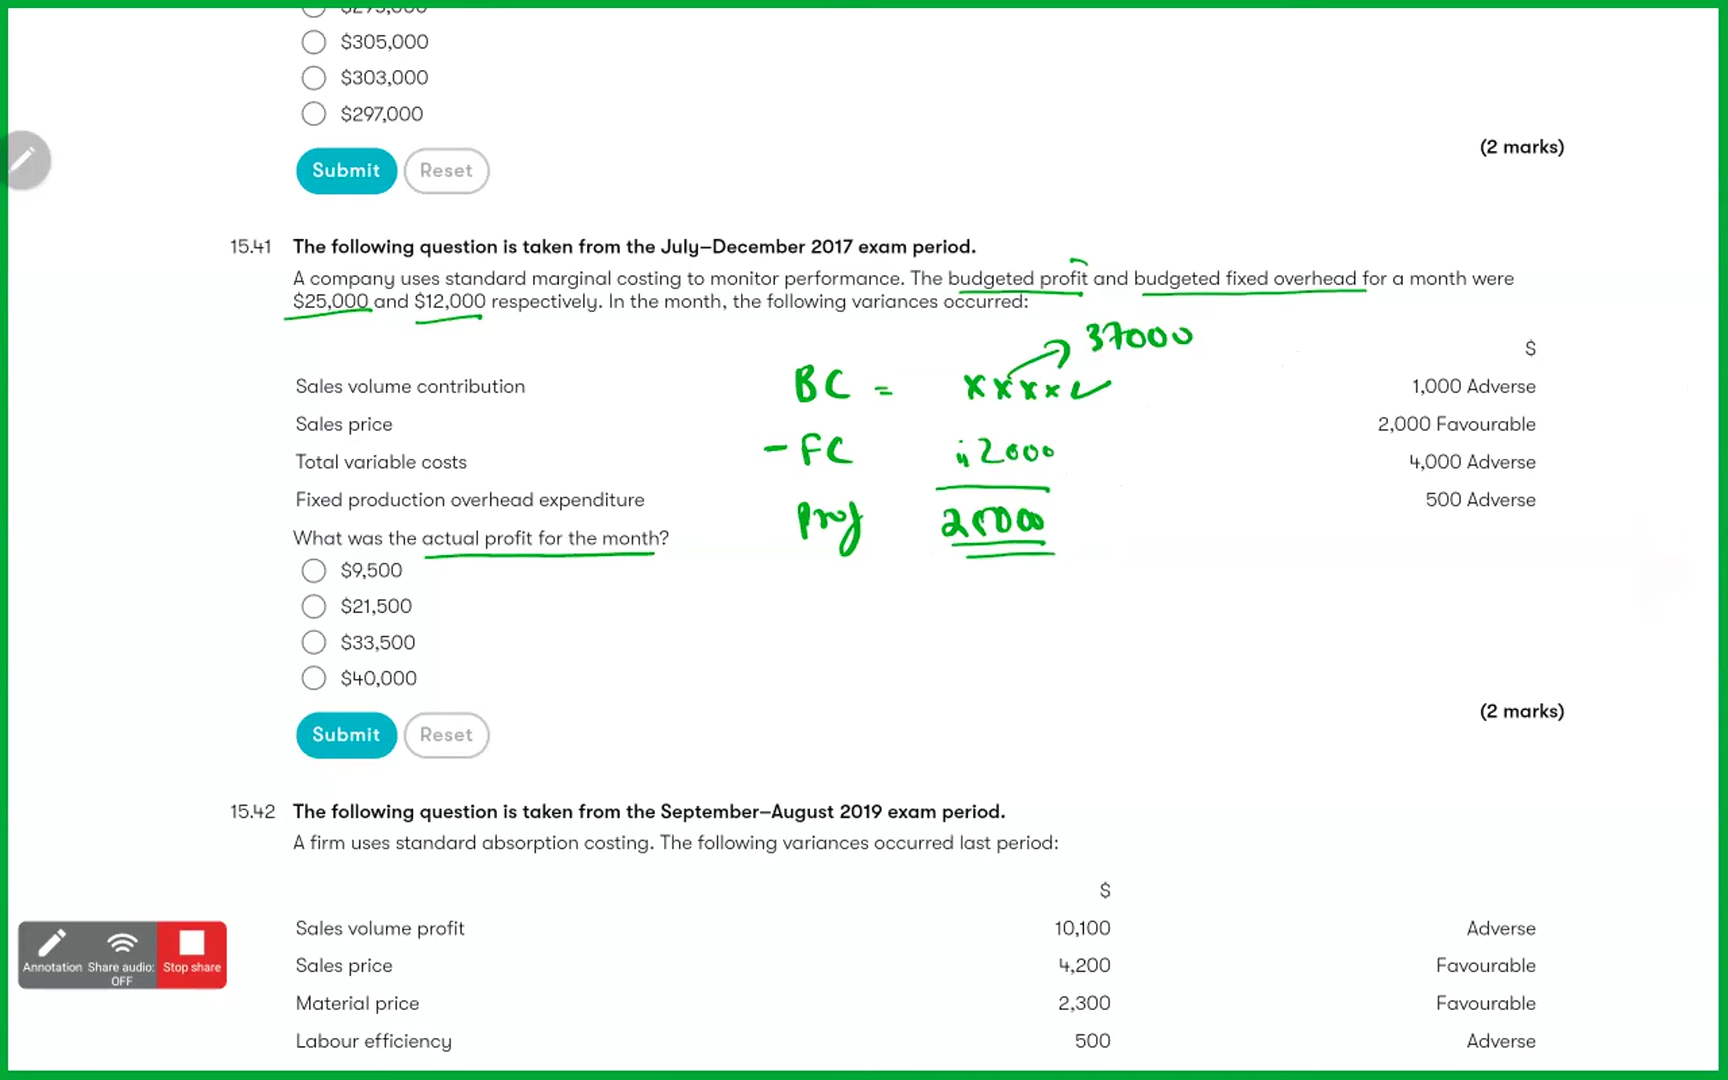 $305,000
$303,000
$297,000
(2 marks)
Submit Reset
15.41 The following question is taken from the July–December 2017 exam period.
A company uses standard marginal costing to monitor performance. The budgeted profit and budgeted fixed overhead for a month were
$25,000 and $12,000 respectively. In the month, the following variances occurred:
37000
$
Sales volume contribution BC = xxxx 1,000 Adverse
Sales price 2,000 Favourable
Total variable costs - FC 12000 4,000 Adverse
Fixed production overhead expenditure 500 Adverse
Prof 25000
What was the actual profit for the month?
$9,500
$21,500
$33,500
$40,000
(2 marks)
Submit Reset
15.42 The following question is taken from the September–August 2019 exam period.
A firm uses standard absorption costing. The following variances occurred last period:
$
Sales volume profit 10,100 Adverse
Sales price 4,200 Favourable
Material price 2,300 Favourable
Labour efficiency 500 Adverse
Annotation Share audio: OFF Stop share